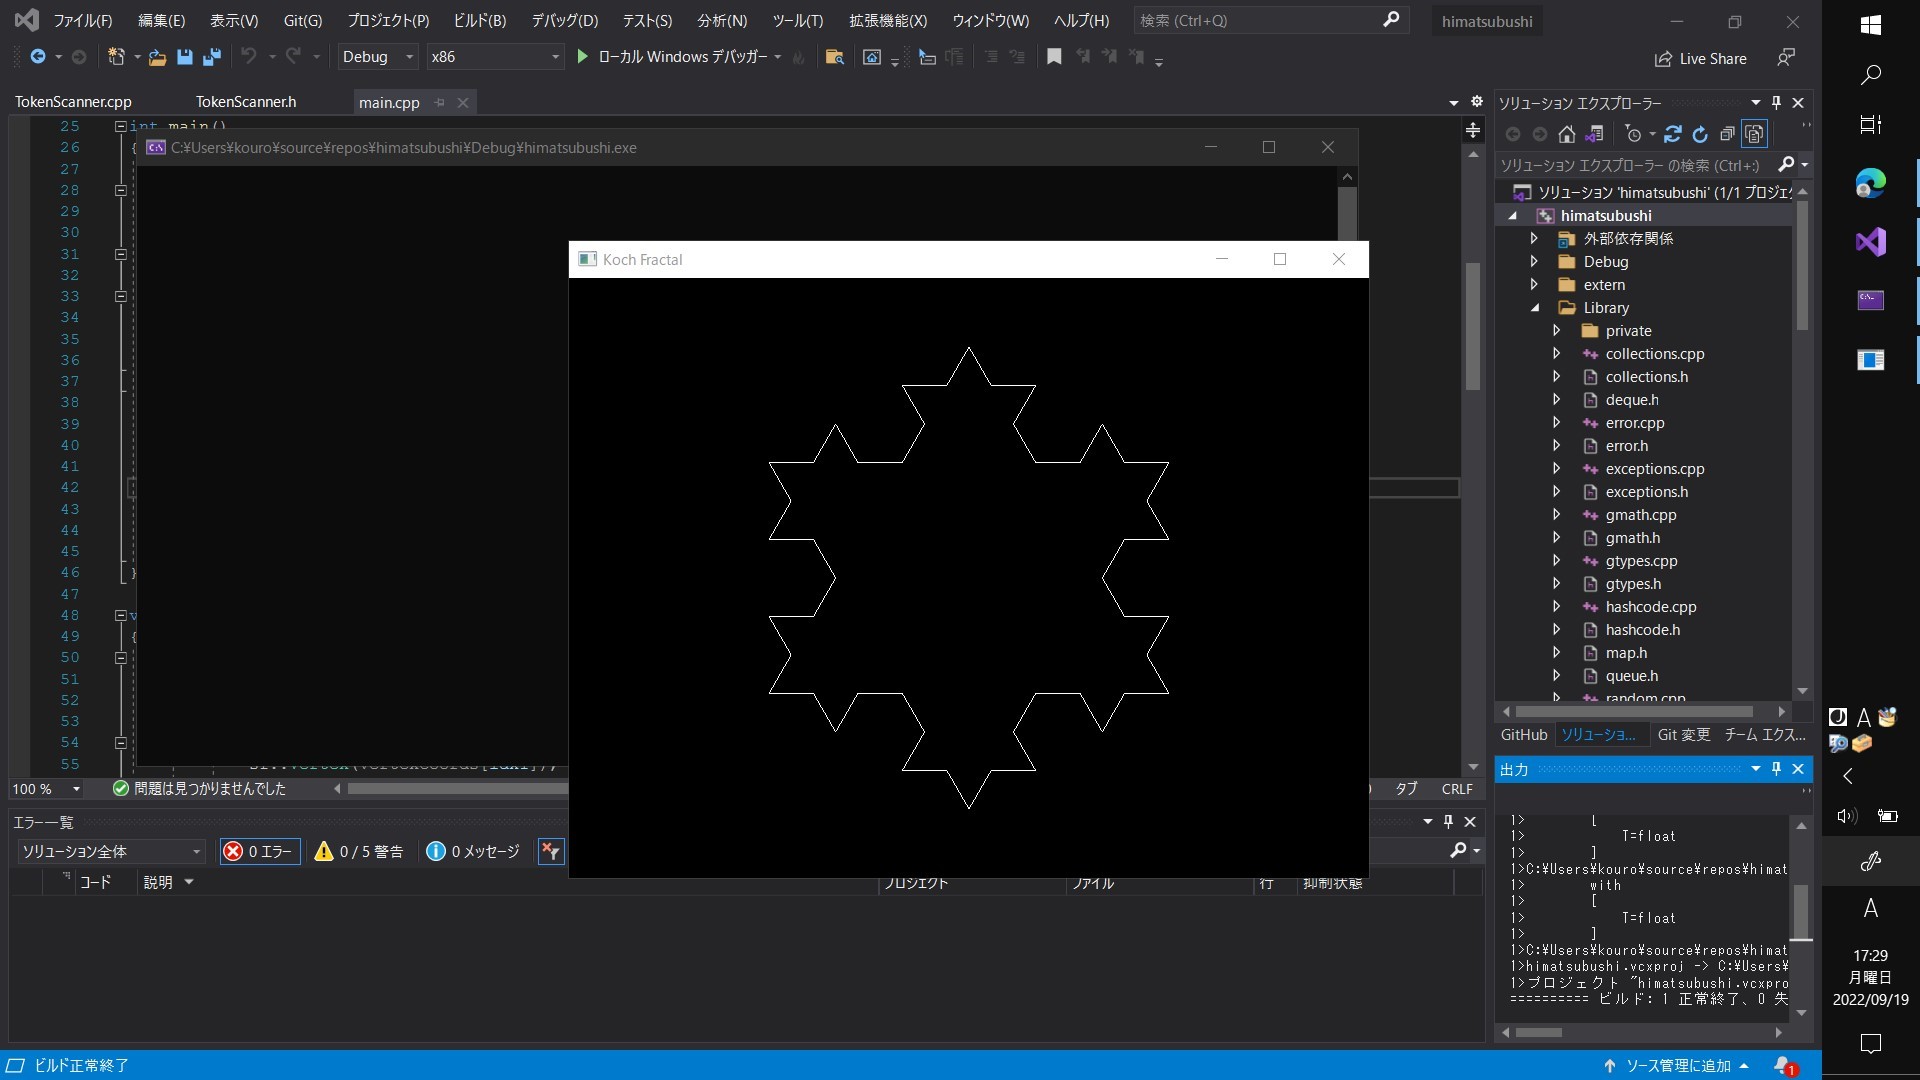 ファイル(F) 編集(E) 表示(V) Git(G) プロジェクト(P) ビルド(B) デバッグ(D) テスト(S) 分析(N) ツール(T) 拡張機能(X) ウィンドウ(W) ヘルプ(H) 検索 (Ctrl+Q) himatsubushi
Debug x86 ローカル Windows デバッガー Live Share
TokenScanner.cpp TokenScanner.h main.cpp
25 int main()
26 {
C:¥Users¥kouro¥source¥repos¥himatsubushi¥Debug¥himatsubushi.exe
27
28
29
30
31
32
33
34
35
36
37
38
39
40
41
42
43
44
45
46 }
47
48 v
49 {
50
51
52
53
54
55
Koch Fractal
100 % 問題は見つかりませんでした タブ CRLF
エラー一覧
ソリューション全体 0 エラー 0 / 5 警告 0 メッセージ
コード 説明 プロジェクト ファイル 行 抑制状態
ソリューション エクスプローラー
ソリューション エクスプローラー の検索 (Ctrl+:)
ソリューション 'himatsubushi' (1/1 プロジェ
himatsubushi
外部依存関係
Debug
extern
Library
private
collections.cpp
collections.h
deque.h
error.cpp
error.h
exceptions.cpp
exceptions.h
gmath.cpp
gmath.h
gtypes.cpp
gtypes.h
hashcode.cpp
hashcode.h
map.h
queue.h
random.cpp
GitHub ソリューショ... Git 変更 チーム エクス...
出力
1> [
1> T=float
1> ]
1>C:¥Users¥kouro¥source¥repos¥himat
1> with
1> [
1> T=float
1> ]
1>C:¥Users¥kouro¥source¥repos¥himat
1>himatsubushi.vcxproj -> C:¥Users¥
1>プロジェクト "himatsubushi.vcxpro
========== ビルド: 1 正常終了、0 失
ビルド正常終了 ソース管理に追加 1
A
A
17:29
月曜日
2022/09/19